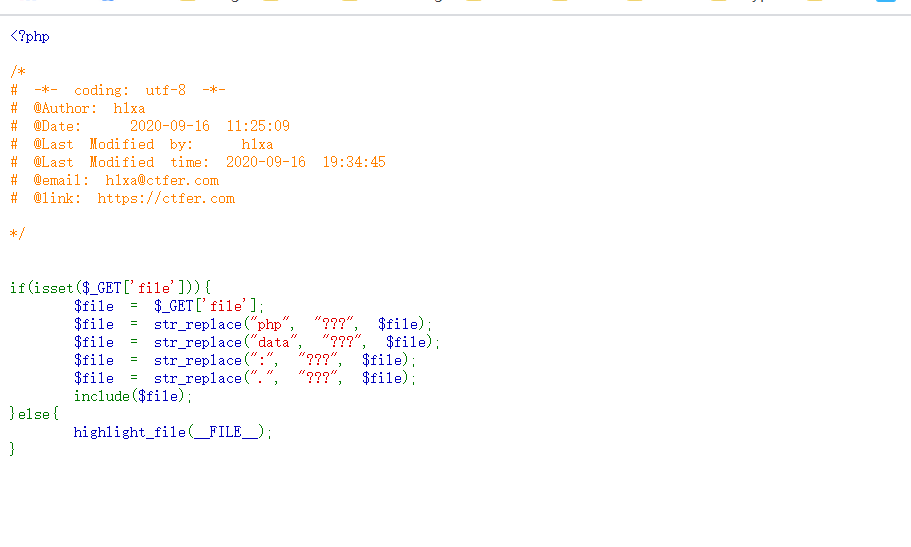 <?php
/*
# -*- coding: utf-8 -*-
# @Author: h1xa
# @Date:   2020-09-16 11:25:09
# @Last Modified by:   h1xa
# @Last Modified time: 2020-09-16 19:34:45
# @email: h1xa@ctfer.com
# @link: https://ctfer.com
*/
if(isset($_GET['file'])){
    $file = $_GET['file'];
    $file = str_replace("php", "???", $file);
    $file = str_replace("data", "???", $file);
    $file = str_replace(":", "???", $file);
    $file = str_replace(".", "???", $file);
    include($file);
}else{
    highlight_file(__FILE__);
}